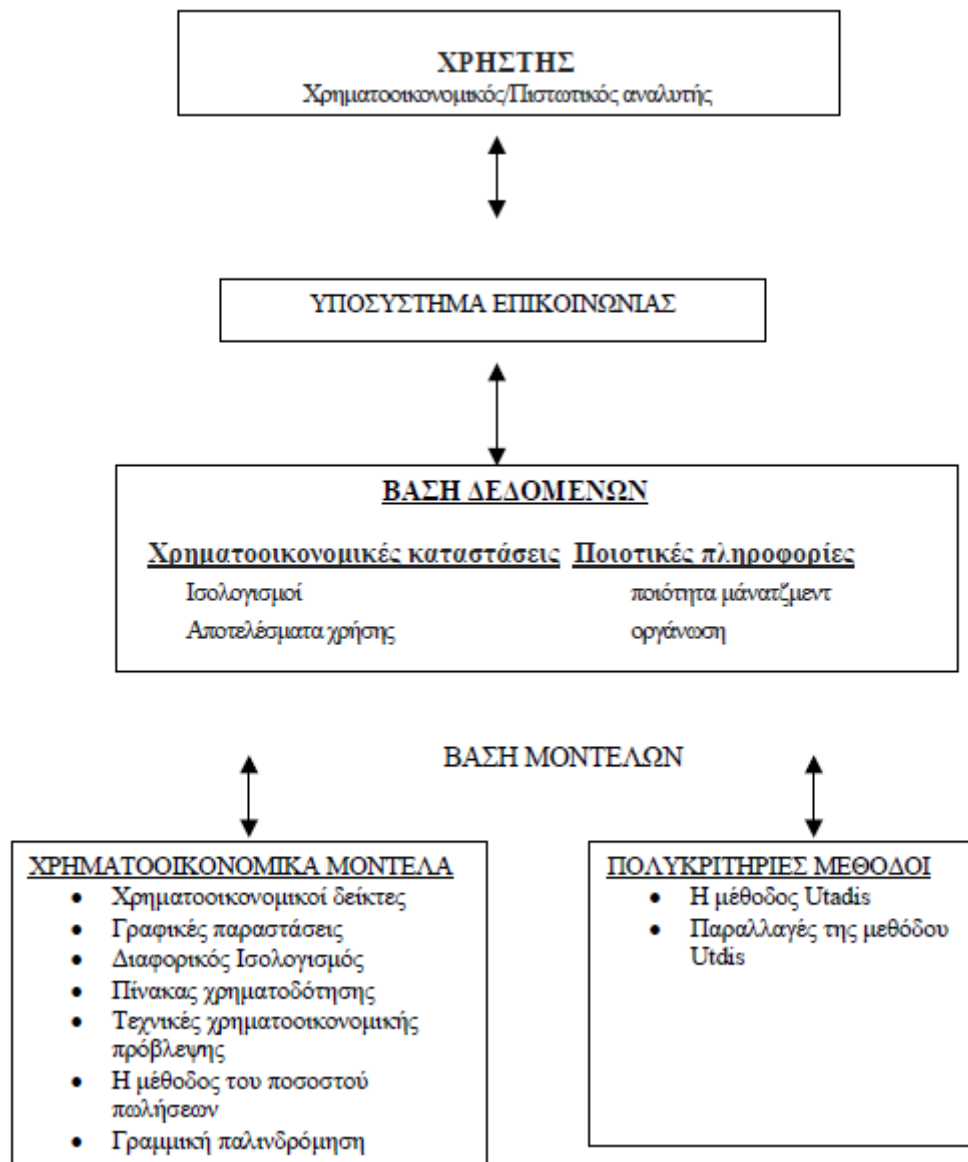 ΧΡΗΣΤΗΣ
Χρηματοοικονομικός/Πιστωτικός αναλυτής
ΥΠΟΣΥΣΤΗΜΑ ΕΠΙΚΟΙΝΩΝΙΑΣ
ΒΑΣΗ ΔΕΔΟΜΕΝΩΝ
Χρηματοοικονομικές καταστάσεις Ποιοτικές πληροφορίες
Ισολογισμοί ποιότητα μάνατζμεντ
Αποτελέσματα χρήσης οργάνωση
ΒΑΣΗ ΜΟΝΤΕΛΩΝ
ΧΡΗΜΑΤΟΟΙΚΟΝΟΜΙΚΑ ΜΟΝΤΕΛΑ
• Χρηματοοικονομικοί δείκτες
• Γραφικές παραστάσεις
• Διαφορικός Ισολογισμός
• Πίνακας χρηματοδότησης
• Τεχνικές χρηματοοικονομικής
πρόβλεψης
• Η μέθοδος του ποσοστού
πωλήσεων
• Γραμμική παλινδρόμηση
ΠΟΛΥΚΡΙΤΗΡΙΕΣ ΜΕΘΟΔΟΙ
• Η μέθοδος Utadis
• Παραλλαγές της μεθόδου
Utdis